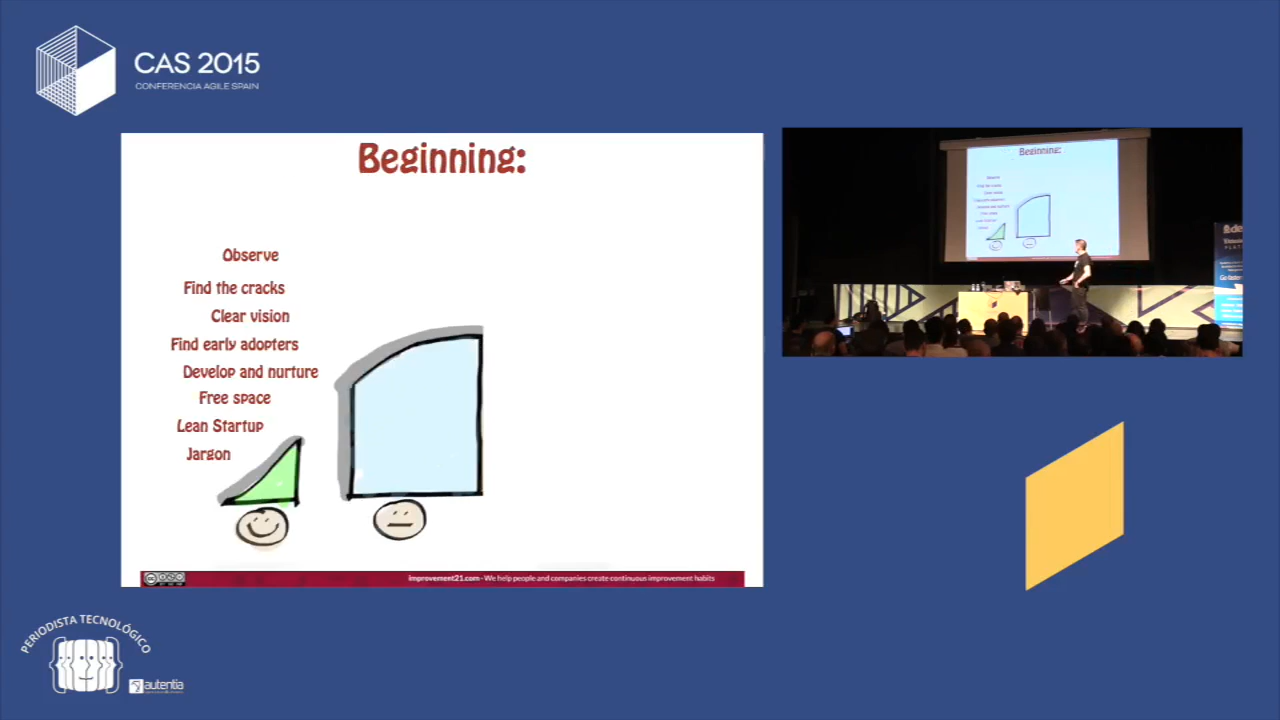 CAS 2015
CONFERENCIA AGILE SPAIN
Beginning:
Observe
Find the cracks
Clear vision
Find early adopters
Develop and nurture
Free space
Lean Startup
Jargon
improvement21.com - We help people and companies create continuous improvement habits
Beginning:
PERIODISTA TECNOLÓGICO
autentia